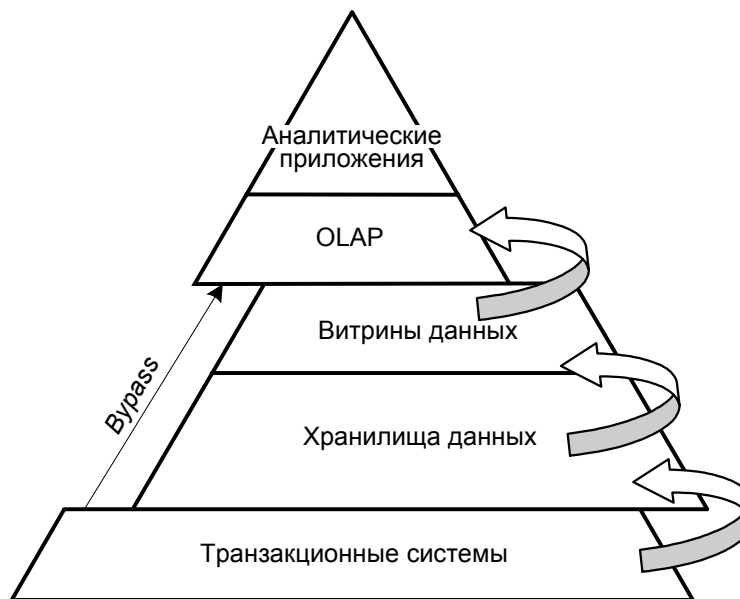 Аналитические
приложения
OLAP
Витрины данных
Bypass
Хранилища данных
Транзакционные системы